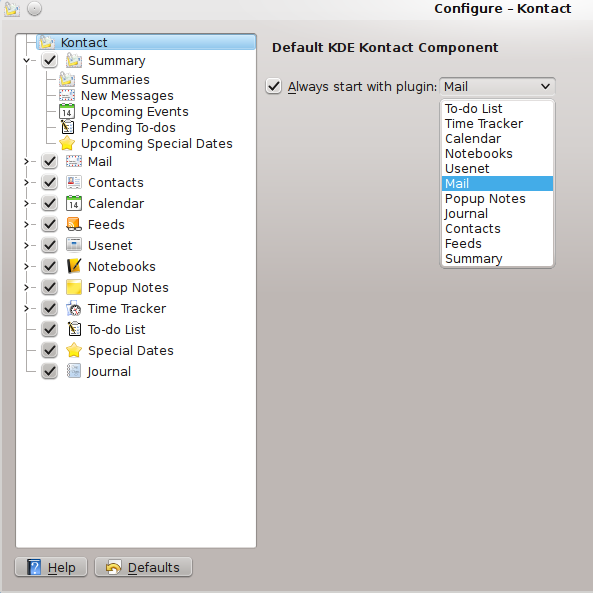 Configure – Kontact
Kontact
Summary
Summaries
New Messages
14 Upcoming Events
Pending To-dos
Upcoming Special Dates
Mail
Contacts
14 Calendar
Feeds
Usenet
Notebooks
Popup Notes
Time Tracker
To-do List
Special Dates
Journal
Default KDE Kontact Component
Always start with plugin: Mail
To-do List
Time Tracker
Calendar
Notebooks
Usenet
Mail
Popup Notes
Journal
Contacts
Feeds
Summary
? Help
Defaults